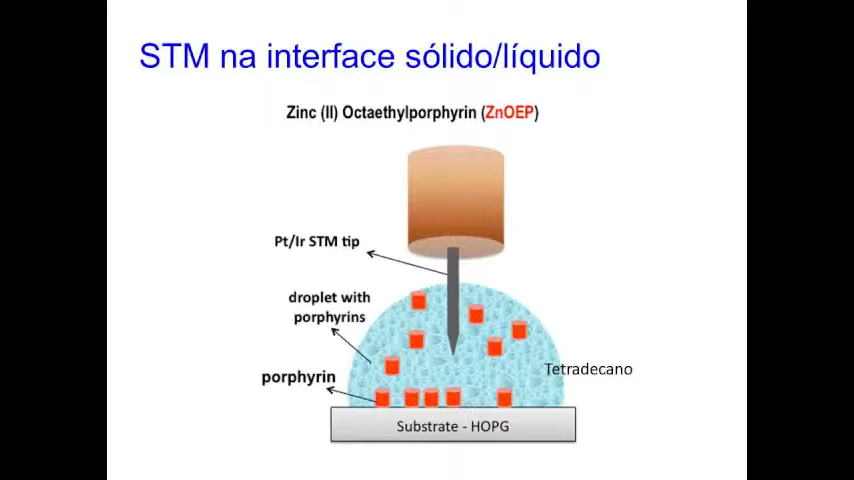 STM na interface sólido/líquido
Zinc (II) Octaethylporphyrin (ZnOEP)
Pt/Ir STM tip
droplet with
porphyrins
porphyrin
Tetradecano
Substrate - HOPG